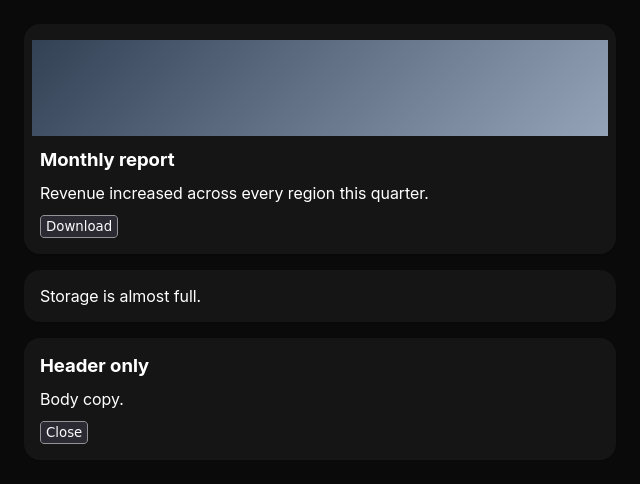 Monthly report
Revenue increased across every region this quarter.
Download
Storage is almost full.
Header only
Body copy.
Close